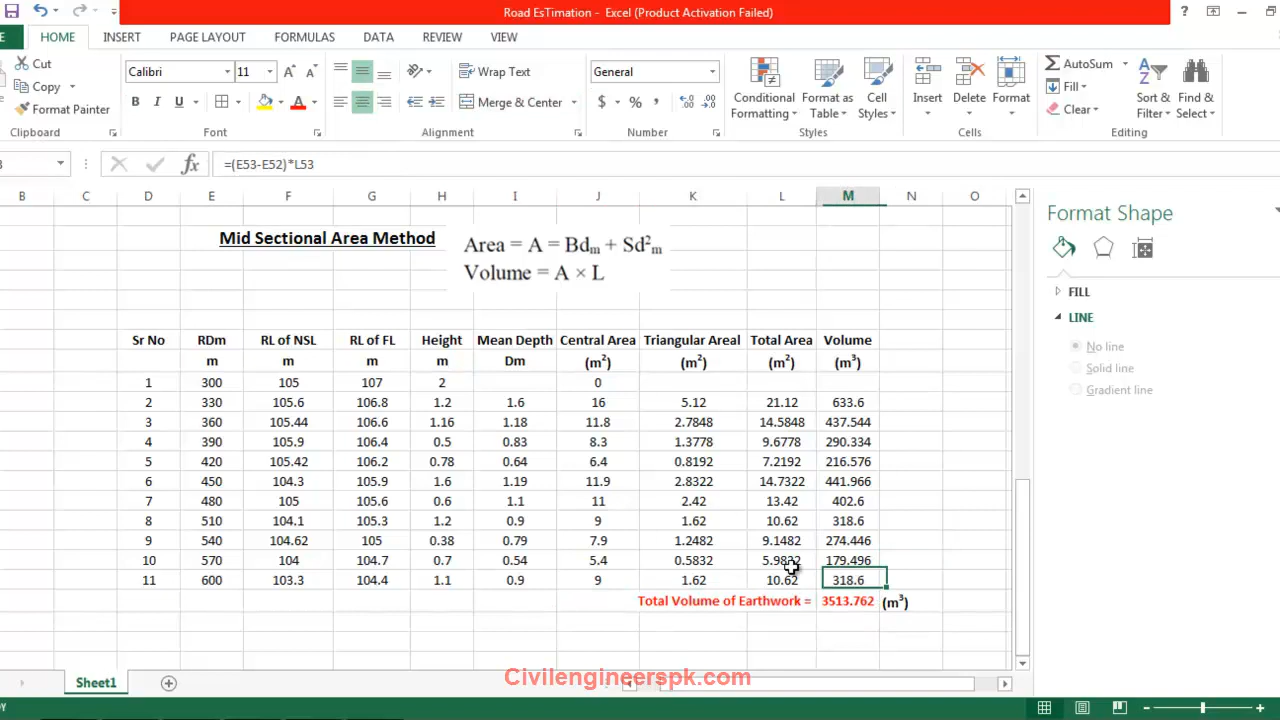 Road EsTimation - Excel (Product Activation Failed)
HOME INSERT PAGE LAYOUT FORMULAS DATA REVIEW VIEW
Cut
Copy
Format Painter
Calibri 11
B I U
Wrap Text
Merge & Center
General
$ % ,
Conditional Formatting
Format as Table
Cell Styles
Insert Delete Format
AutoSum
Fill
Clear
Sort & Filter
Find & Select
Clipboard Font Alignment Number Styles Cells Editing
3 fx =(E53-E52)*L53
B C D E F G H I J K L M N O
Mid Sectional Area Method
Area = A = Bdm + Sd²m
Volume = A × L
Sr No RDm RL of NSL RL of FL Height Mean Depth Central Area Triangular Areal Total Area Volume
m m m m Dm (m²) (m²) (m²) (m³)
1 300 105 107 2 0
2 330 105.6 106.8 1.2 1.6 16 5.12 21.12 633.6
3 360 105.44 106.6 1.16 1.18 11.8 2.7848 14.5848 437.544
4 390 105.9 106.4 0.5 0.83 8.3 1.3778 9.6778 290.334
5 420 105.42 106.2 0.78 0.64 6.4 0.8192 7.2192 216.576
6 450 104.3 105.9 1.6 1.19 11.9 2.8322 14.7322 441.966
7 480 105 105.6 0.6 1.1 11 2.42 13.42 402.6
8 510 104.1 105.3 1.2 0.9 9 1.62 10.62 318.6
9 540 104.62 105 0.38 0.79 7.9 1.2482 9.1482 274.446
10 570 104 104.7 0.7 0.54 5.4 0.5832 5.9832 179.496
11 600 103.3 104.4 1.1 0.9 9 1.62 10.62 318.6
Total Volume of Earthwork = 3513.762 (m³)
Format Shape
FILL
LINE
No line
Solid line
Gradient line
Sheet1
Civilengineerspk.com